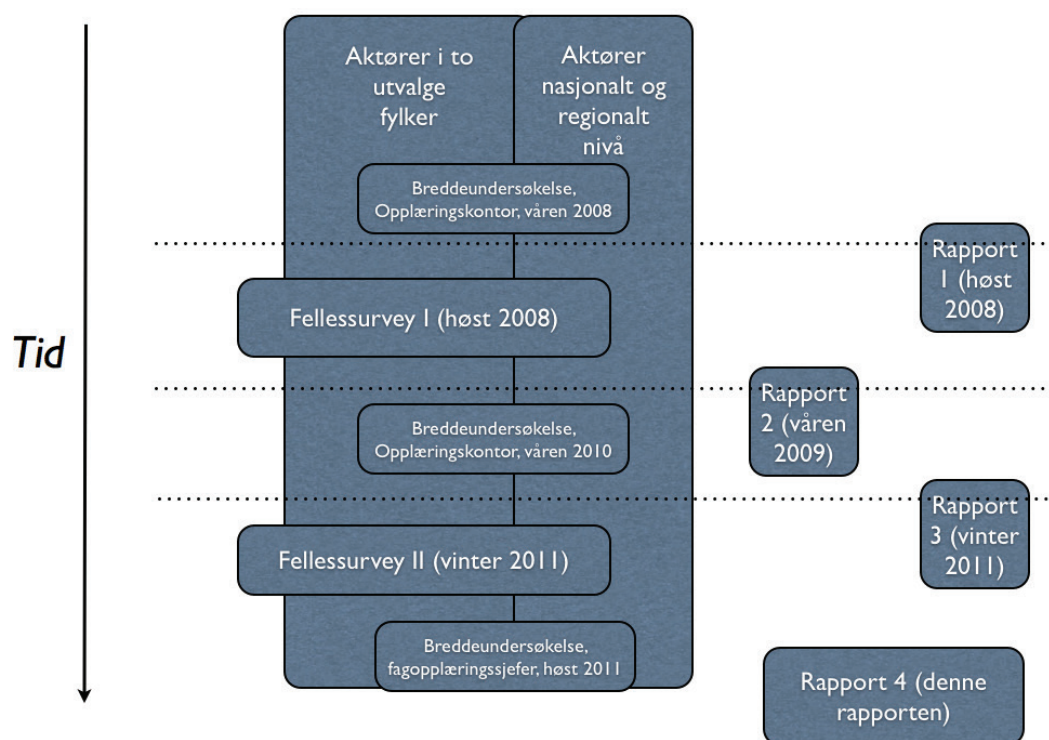 Aktører i to
utvalge
fylker
Aktører
nasjonalt og
regionalt
nivå
Breddeundersøkelse,
Opplæringskontor, våren 2008
Rapport
1 (høst
2008)
Fellessurvey I (høst 2008)
Tid
Rapport
2 (våren
2009)
Breddeundersøkelse,
Opplæringskontor, våren 2010
Rapport
3 (vinter
2011)
Fellessurvey II (vinter 2011)
Breddeundersøkelse,
fagopplæringssjefer, høst 2011
Rapport 4 (denne
rapporten)